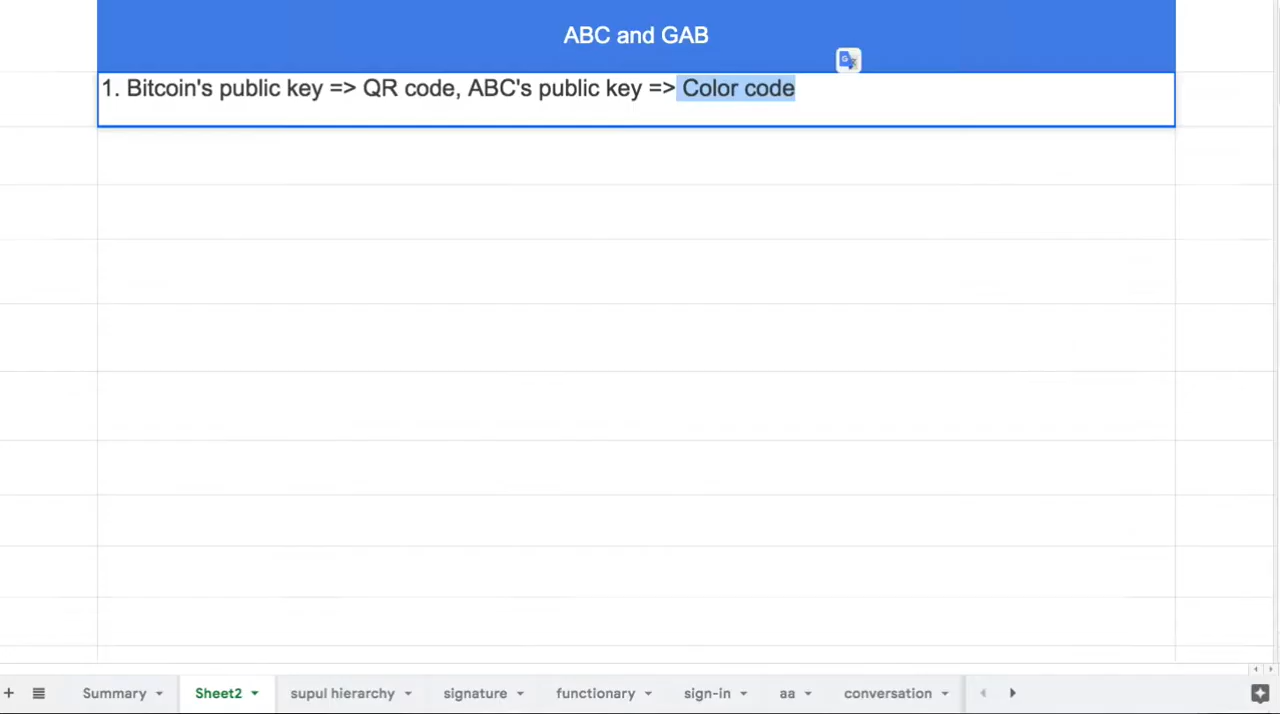 ABC and GAB
1. Bitcoin's public key => QR code, ABC's public key => Color code
Summary
Sheet2
supul hierarchy
signature
functionary
sign-in
aa
conversation